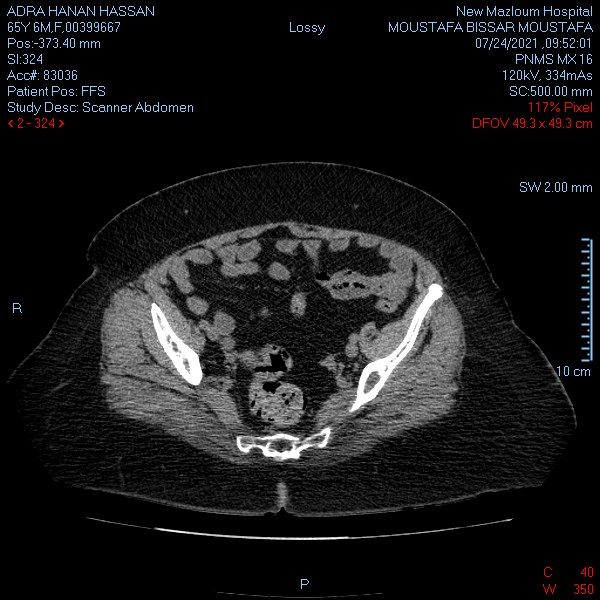 ADRA HANAN HASSAN
65Y 6M,F,00399667
Pos:-373.40 mm
SI:324
Acc#: 83036
Patient Pos: FFS
Study Desc: Scanner Abdomen
< 2 - 324 >
Lossy
New Mazloum Hospital
MOUSTAFA BISSAR MOUSTAFA
07/24/2021 ,09:52:01
PNMS MX 16
120kV, 334mAs
SC:500.00 mm
117% Pixel
DFOV 49.3 x 49.3 cm
SW 2.00 mm
R
10 cm
P
C 40
W 350